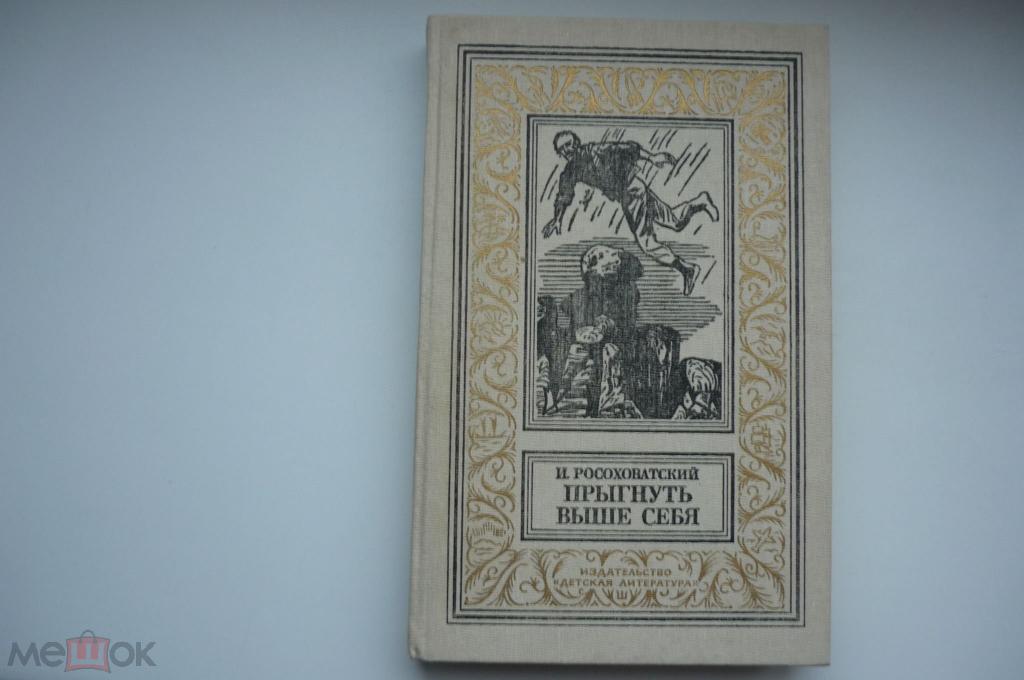 И. РОСОХОВАТСКИЙ
ПРЫГНУТЬ
ВЫШЕ СЕБЯ
ИЗДАТЕЛЬСТВО
"ДЕТСКАЯ ЛИТЕРАТУРА"
мешок